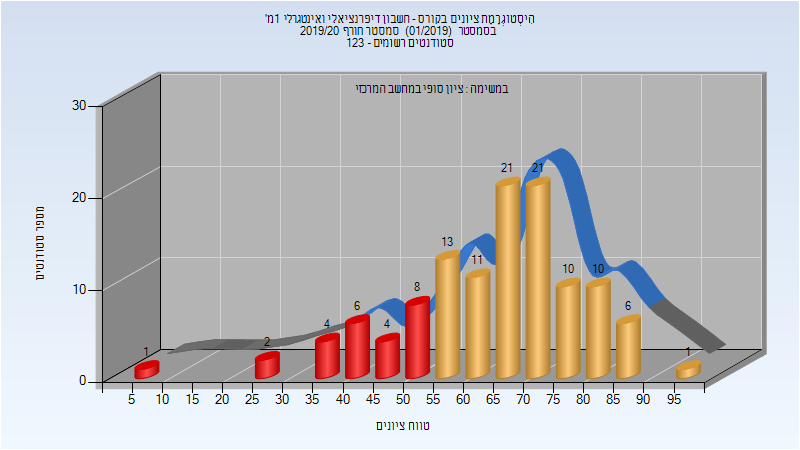 הִיסְטוֹגְרָמַת ציונים בקורס - חשבון דיפרנציאלי ואינטגרלי 1מ'
בסמסטר (01/2019) סמסטר חורף 2019/20
סטודנטים רשומים - 123
במשימה : ציון סופי במחשב המרכזי
30
20
10
0
מספר סטודנטים
1
2
4
6
4
8
13
11
21
21
10
10
6
1
5 10 15 20 25 30 35 40 45 50 55 60 65 70 75 80 85 90 95
טווח ציונים